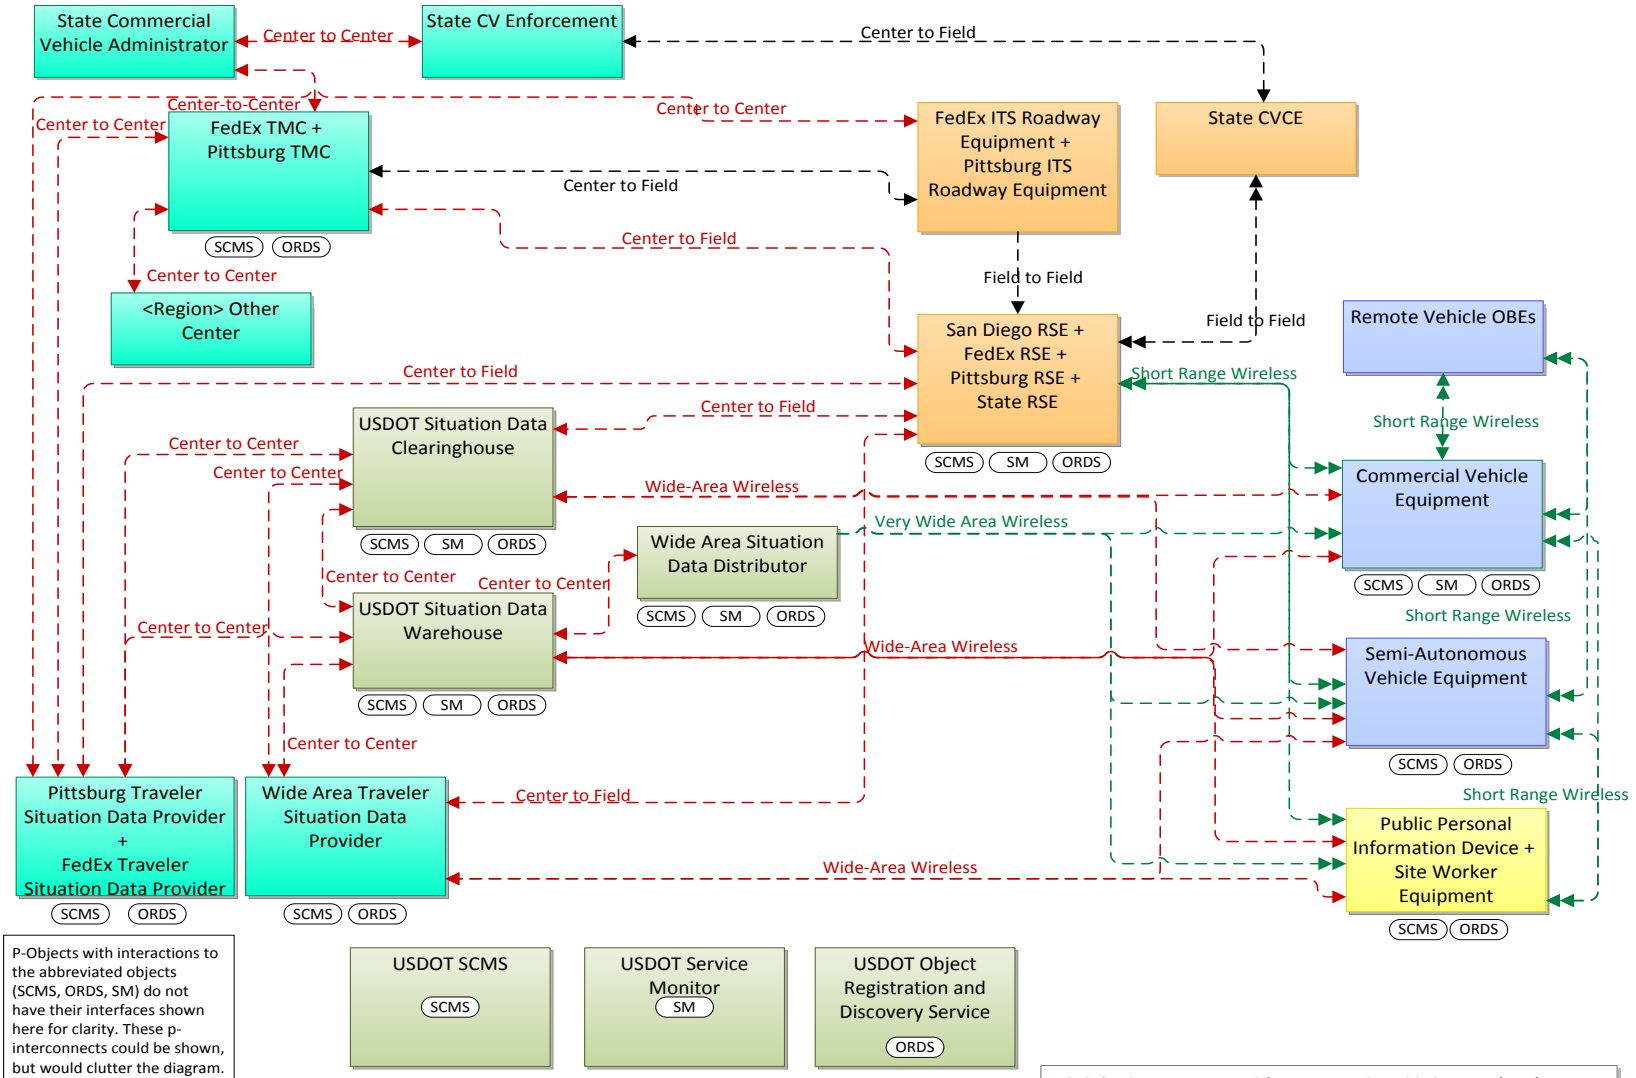 State Commercial
Vehicle Administrator
Center to Center
State CV Enforcement
Center to Field
Center-to-Center
Center to Center
Center to Center
FedEx TMC +
Pittsburg TMC
SCMS
ORDS
FedEx ITS Roadway
Equipment +
Pittsburg ITS
Roadway Equipment
State CVCE
Center to Field
Center to Field
Center to Center
Field to Field
<Region> Other
Center
San Diego RSE +
FedEx RSE +
Pittsburg RSE +
State RSE
SCMS
SM
ORDS
Field to Field
Remote Vehicle OBEs
Short Range Wireless
Short Range Wireless
Center to Field
Center to Field
USDOT Situation Data
Clearinghouse
SCMS
SM
ORDS
Center to Center
Center to Center
Wide-Area Wireless
Commercial Vehicle
Equipment
SCMS
SM
ORDS
Very Wide Area Wireless
Wide Area Situation
Data Distributor
SCMS
SM
ORDS
Center to Center
Center to Center
USDOT Situation Data
Warehouse
SCMS
SM
ORDS
Center to Center
Short Range Wireless
Wide-Area Wireless
Semi-Autonomous
Vehicle Equipment
SCMS
ORDS
Center to Center
Pittsburg Traveler
Situation Data Provider
+
FedEx Traveler
Situation Data Provider
SCMS
ORDS
Wide Area Traveler
Situation Data
Provider
SCMS
ORDS
Center to Field
Short Range Wireless
Wide-Area Wireless
Public Personal
Information Device +
Site Worker
Equipment
SCMS
ORDS
P-Objects with interactions to
the abbreviated objects
(SCMS, ORDS, SM) do not
have their interfaces shown
here for clarity. These p-
interconnects could be shown,
but would clutter the diagram.
USDOT SCMS
SCMS
USDOT Service
Monitor
SM
USDOT Object
Registration and
Discovery Service
ORDS